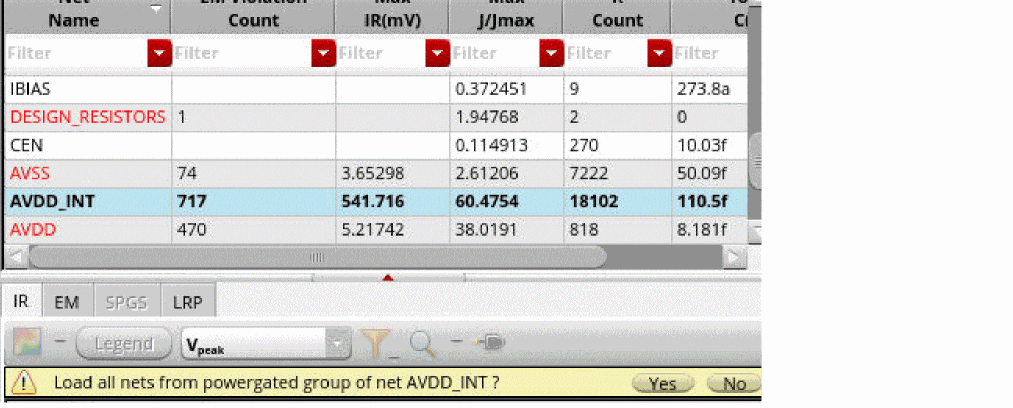 Net EM Violation Max Max R
Name Count IR(mV) J/Jmax Count
Filter Filter Filter Filter Filter Filter
IBIAS 0.372451 9 273.8a
DESIGN_RESISTORS 1 1.94768 2 0
CEN 0.114913 270 10.03f
AVSS 74 3.65298 2.61206 7222 50.09f
AVDD_INT 717 541.716 60.4754 18102 110.5f
AVDD 470 5.21742 38.0191 818 8.181f
IR EM SPGS LRP
Legend Vpeak
Load all nets from powergated group of net AVDD_INT ? Yes No